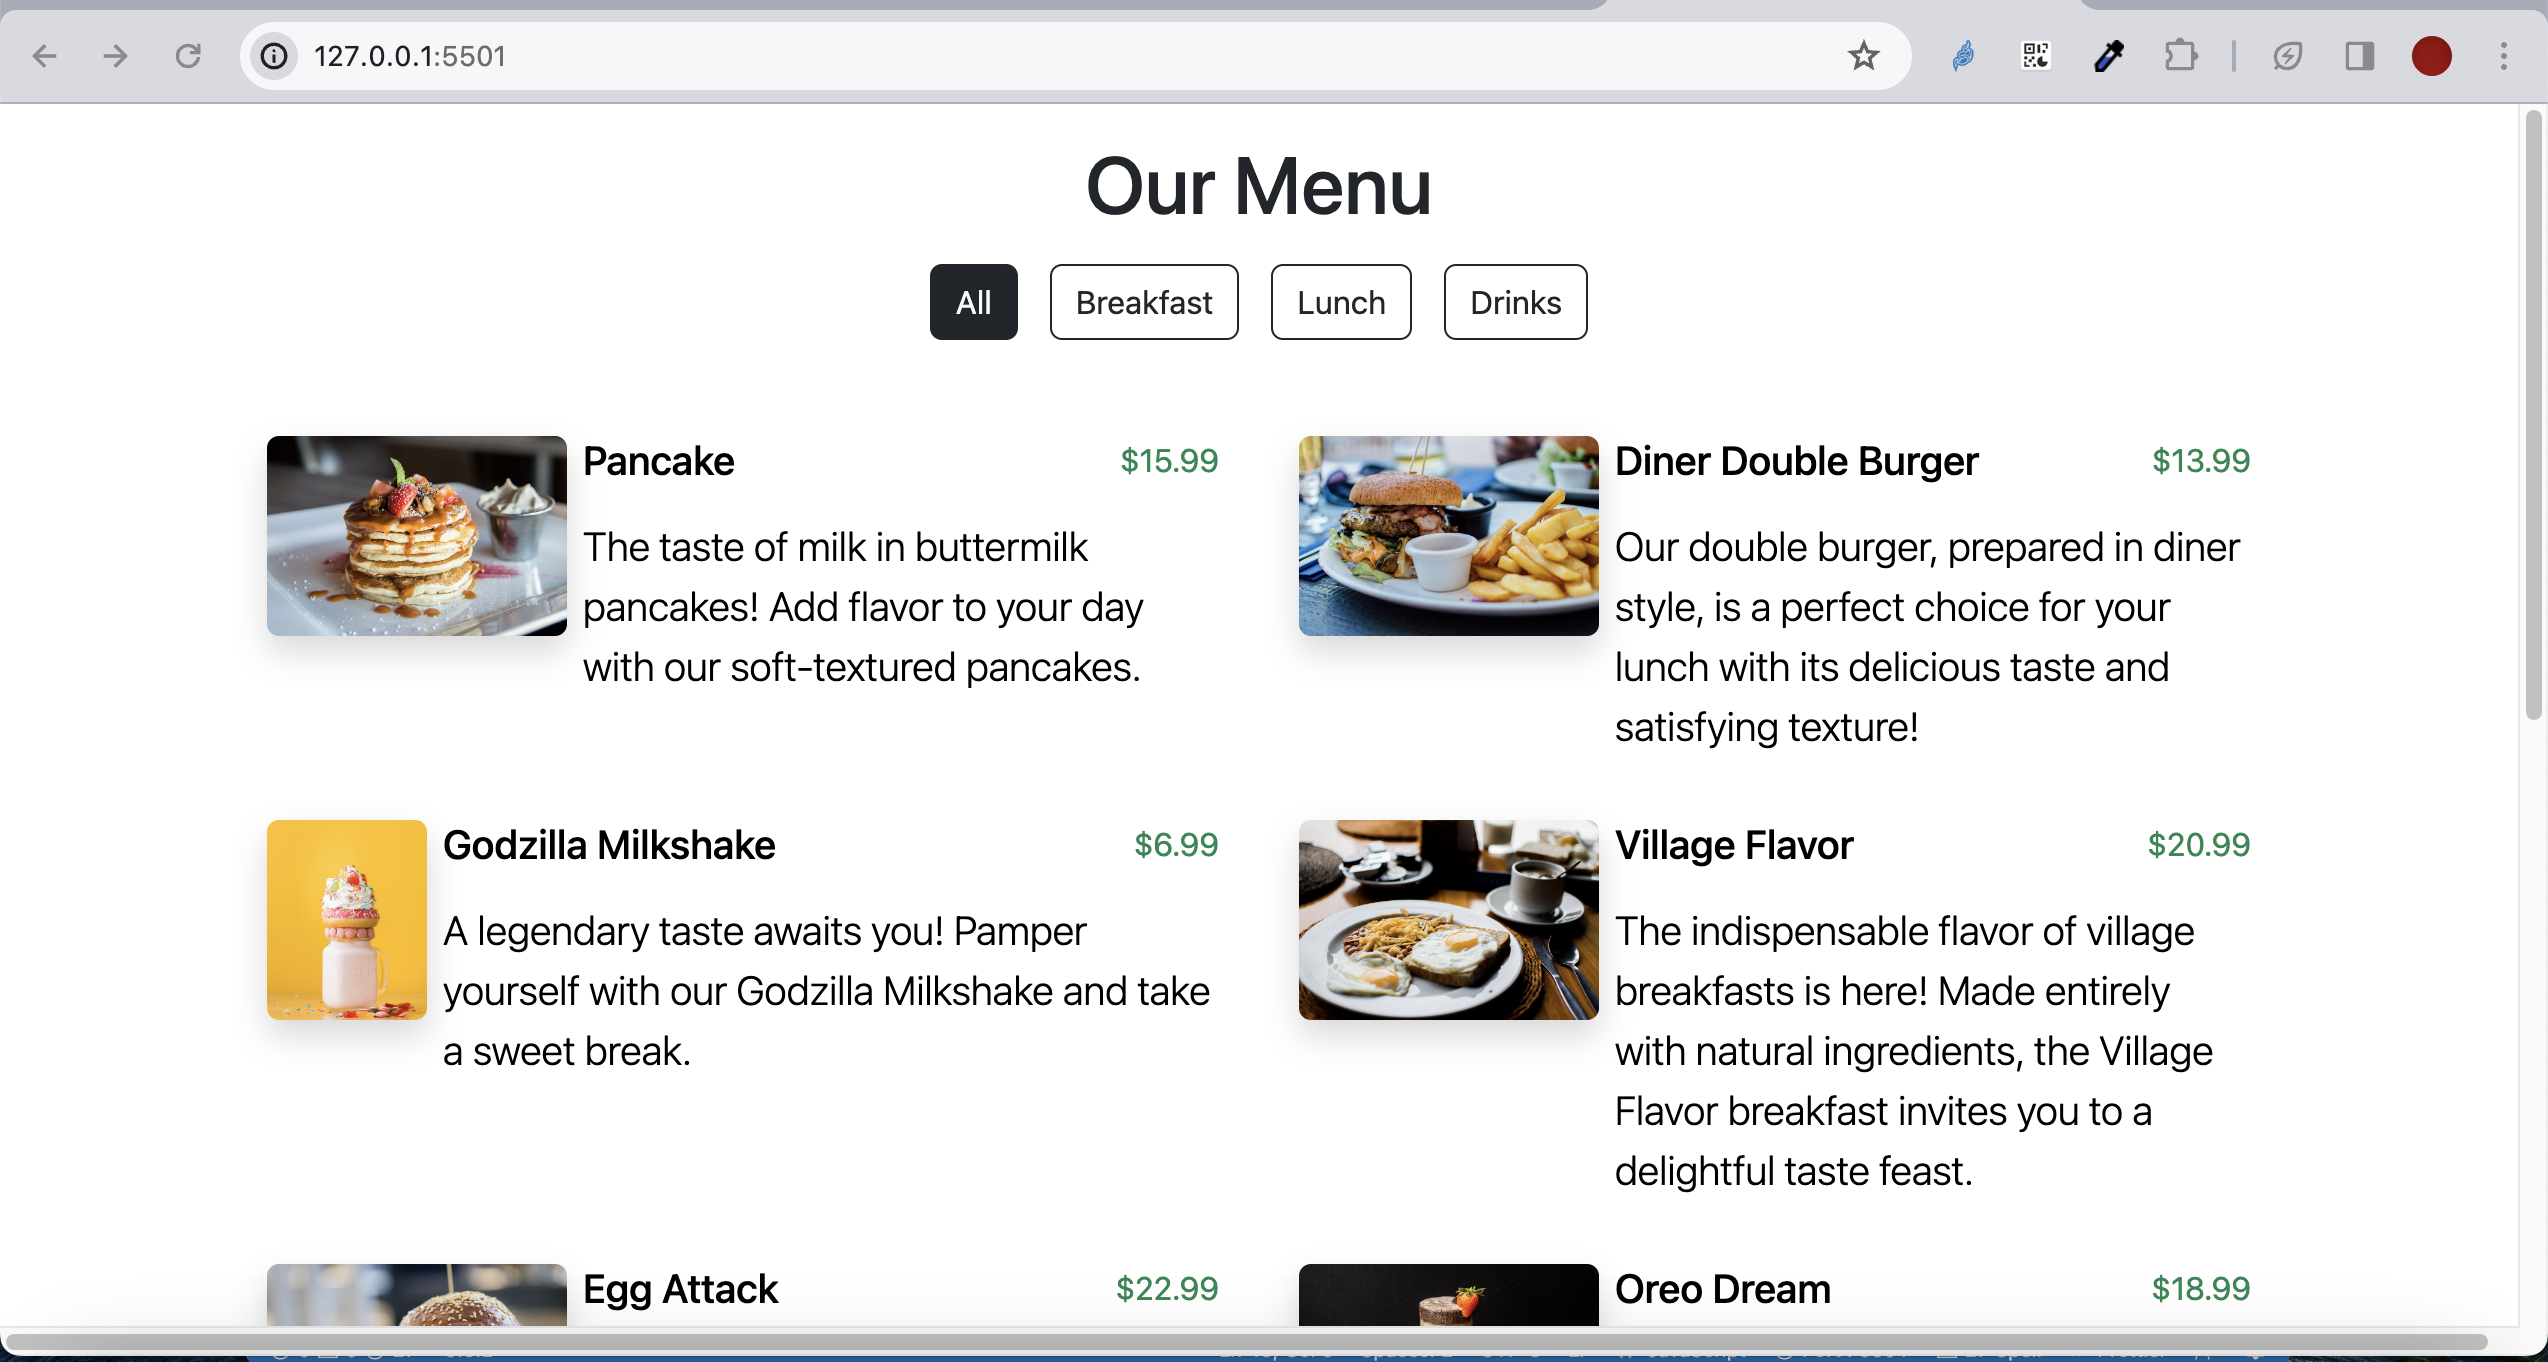 127.0.0.1:5501
Our Menu
All Breakfast Lunch Drinks
Pancake $15.99
The taste of milk in buttermilk
pancakes! Add flavor to your day
with our soft-textured pancakes.
Diner Double Burger $13.99
Our double burger, prepared in diner
style, is a perfect choice for your
lunch with its delicious taste and
satisfying texture!
Godzilla Milkshake $6.99
A legendary taste awaits you! Pamper
yourself with our Godzilla Milkshake and take
a sweet break.
Village Flavor $20.99
The indispensable flavor of village
breakfasts is here! Made entirely
with natural ingredients, the Village
Flavor breakfast invites you to a
delightful taste feast.
Egg Attack $22.99
Oreo Dream $18.99